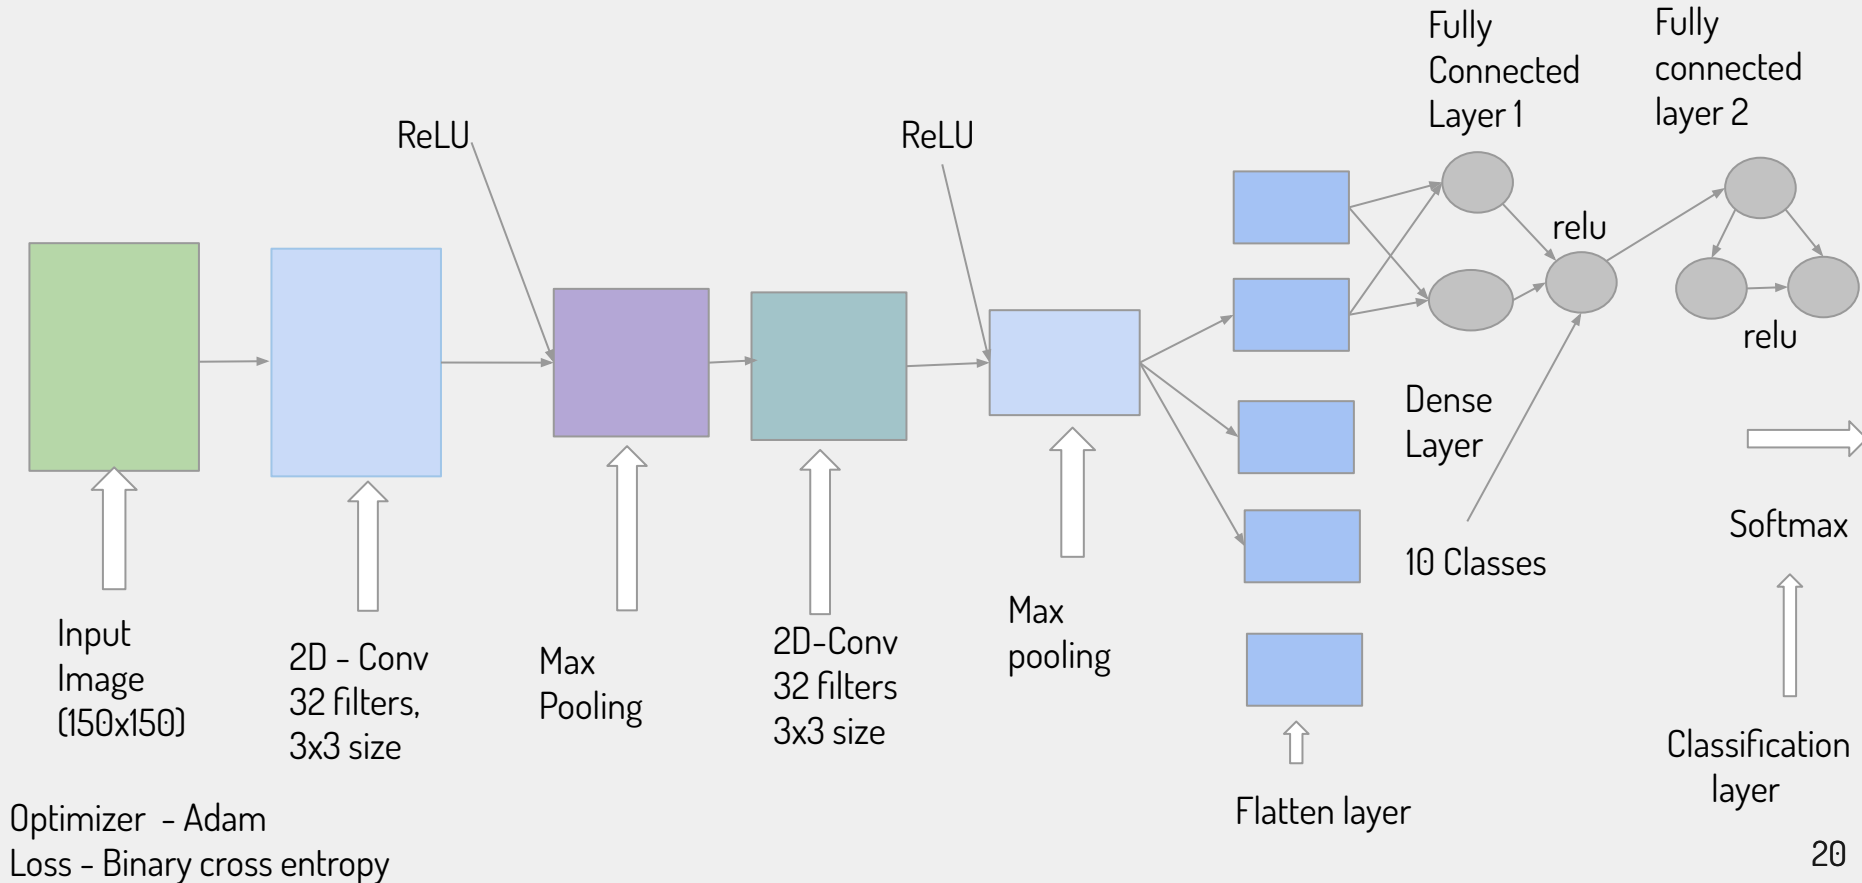 Fully
Connected
Layer 1
Fully
connected
layer 2
ReLU
ReLU
relu
relu
Dense
Layer
10 Classes
Softmax
Input
Image
(150x150)
2D - Conv
32 filters,
3x3 size
Max
Pooling
2D-Conv
32 filters
3x3 size
Max
pooling
Flatten layer
Classification
layer
Optimizer - Adam
Loss - Binary cross entropy
20